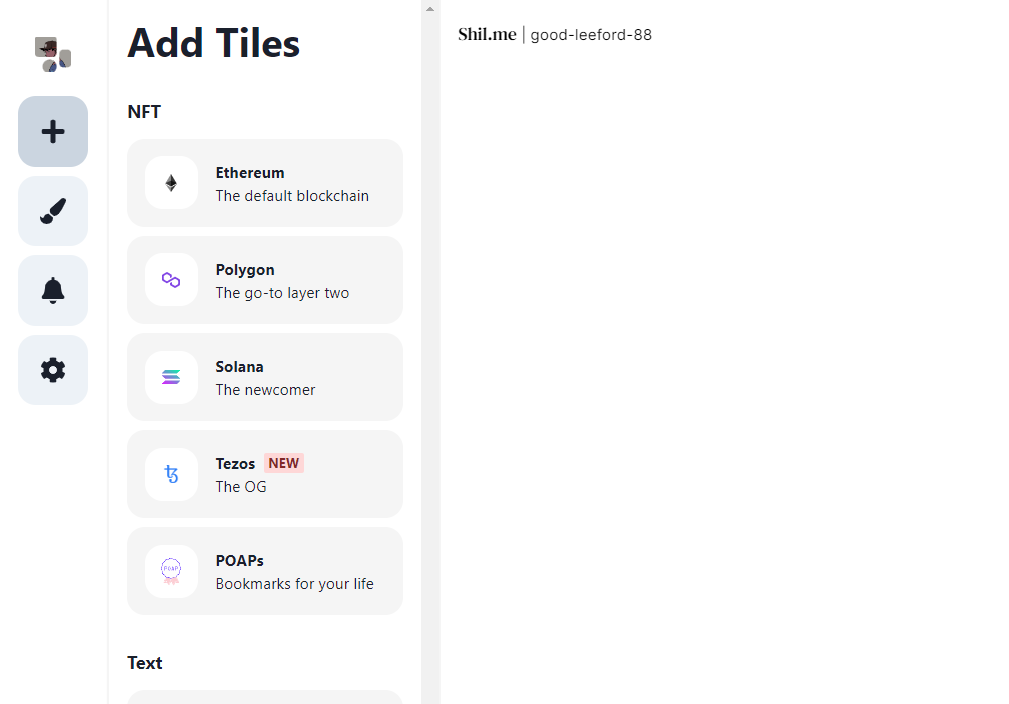 Add Tiles
Shil.me | good-leeford-88
NFT
Ethereum
The default blockchain
Polygon
The go-to layer two
Solana
The newcomer
Tezos NEW
The OG
POAP
POAPs
Bookmarks for your life
Text